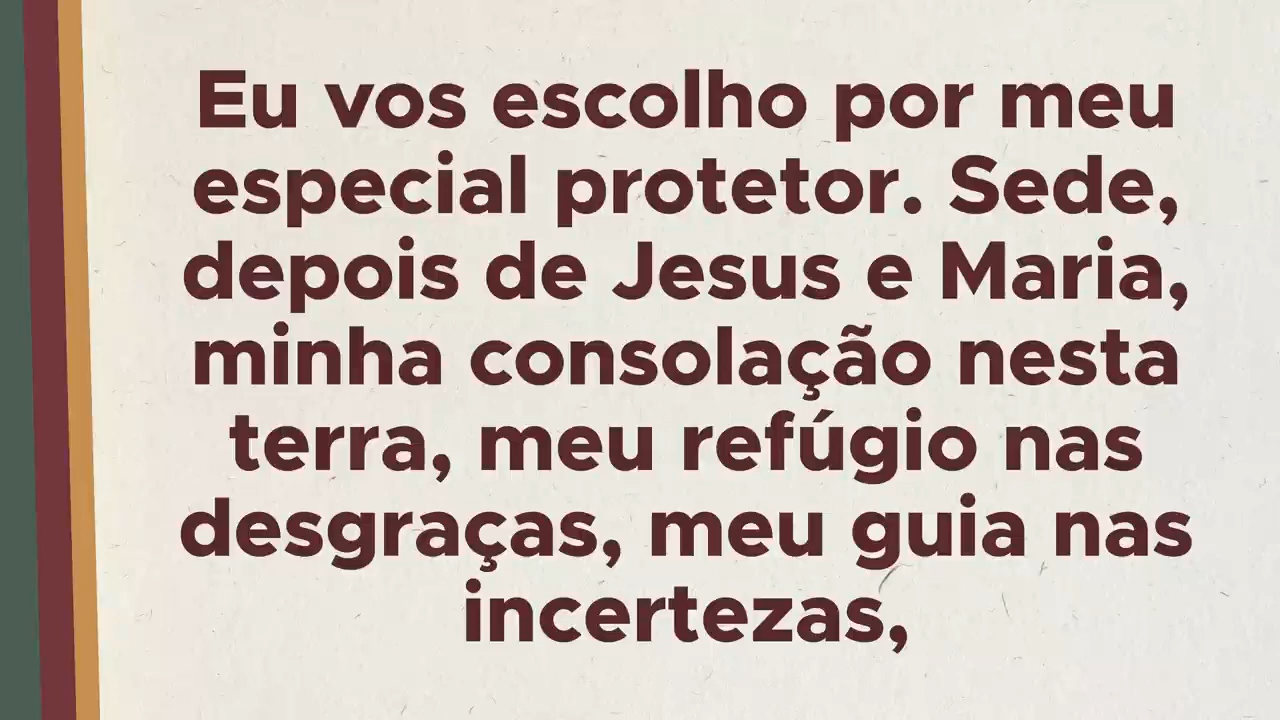 Eu vos escolho por meu
especial protetor. Sede,
depois de Jesus e Maria,
minha consolação nesta
terra, meu refúgio nas
desgraças, meu guia nas
incertezas,